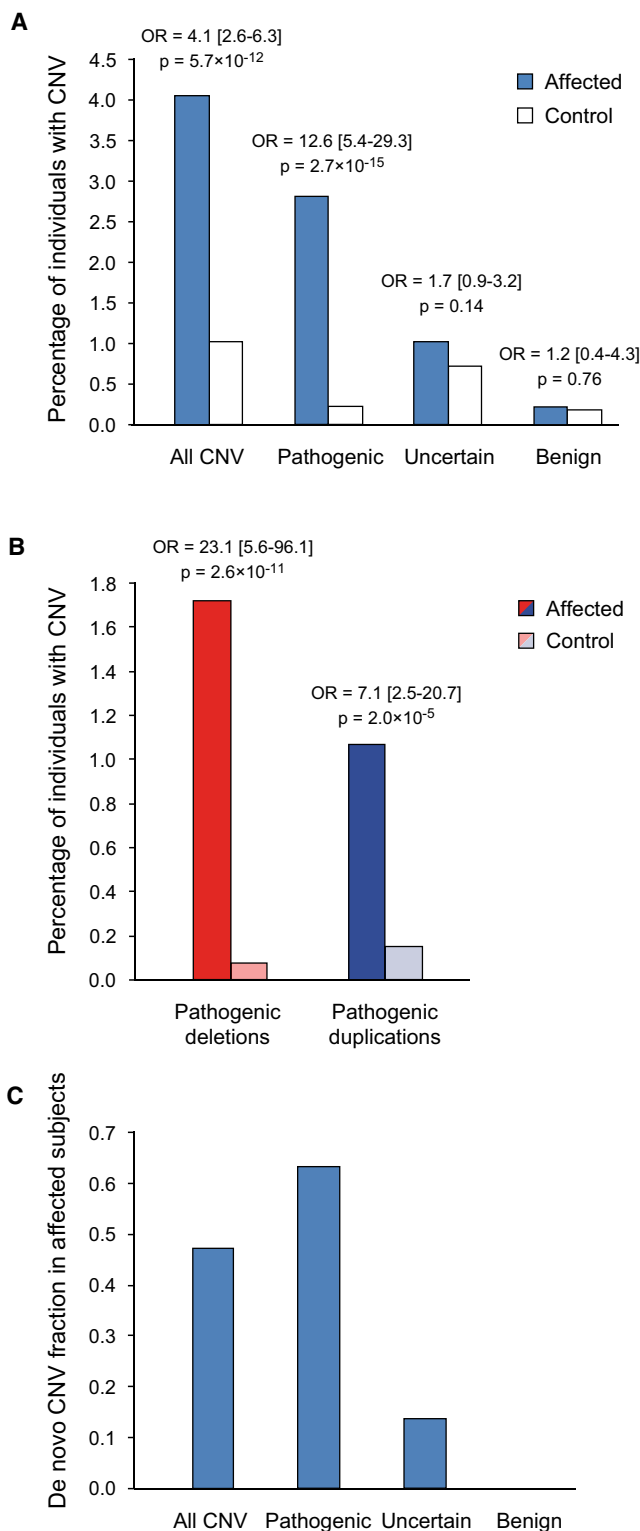 A
OR = 4.1 [2.6-6.3]
p = 5.7×10-12
OR = 12.6 [5.4-29.3]
p = 2.7×10-15
OR = 1.7 [0.9-3.2]
p = 0.14
OR = 1.2 [0.4-4.3]
p = 0.76
Affected
Control
Percentage of individuals with CNV
4.5
4.0
3.5
3.0
2.5
2.0
1.5
1.0
0.5
0.0
All CNV Pathogenic Uncertain Benign
B
OR = 23.1 [5.6-96.1]
p = 2.6×10-11
OR = 7.1 [2.5-20.7]
p = 2.0×10-5
Affected
Control
Percentage of individuals with CNV
1.8
1.6
1.4
1.2
1.0
0.8
0.6
0.4
0.2
0.0
Pathogenic
deletions
Pathogenic
duplications
C
De novo CNV fraction in affected subjects
0.7
0.6
0.5
0.4
0.3
0.2
0.1
0.0
All CNV Pathogenic Uncertain Benign